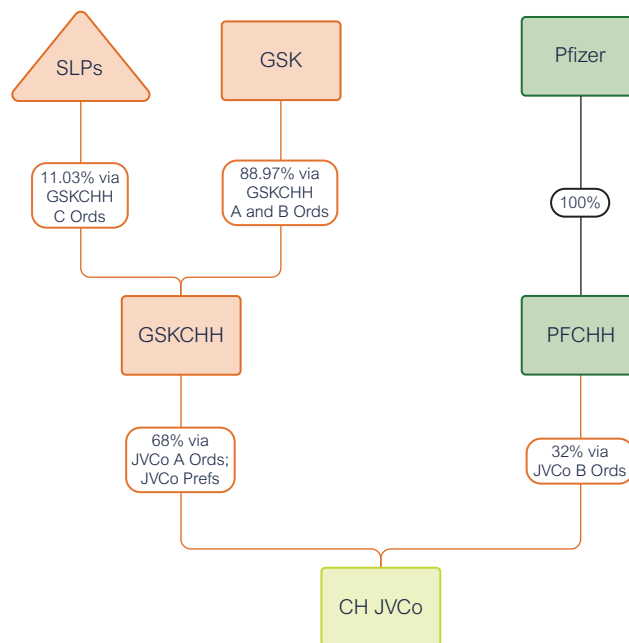 SLPs
GSK
Pfizer
11.03% via
GSKCHH
C Ords
88.97% via
GSKCHH
A and B Ords
100%
GSKCHH
PFCHH
68% via
JVCo A Ords;
JVCo Prefs
32% via
JVCo B Ords
CH JVCo